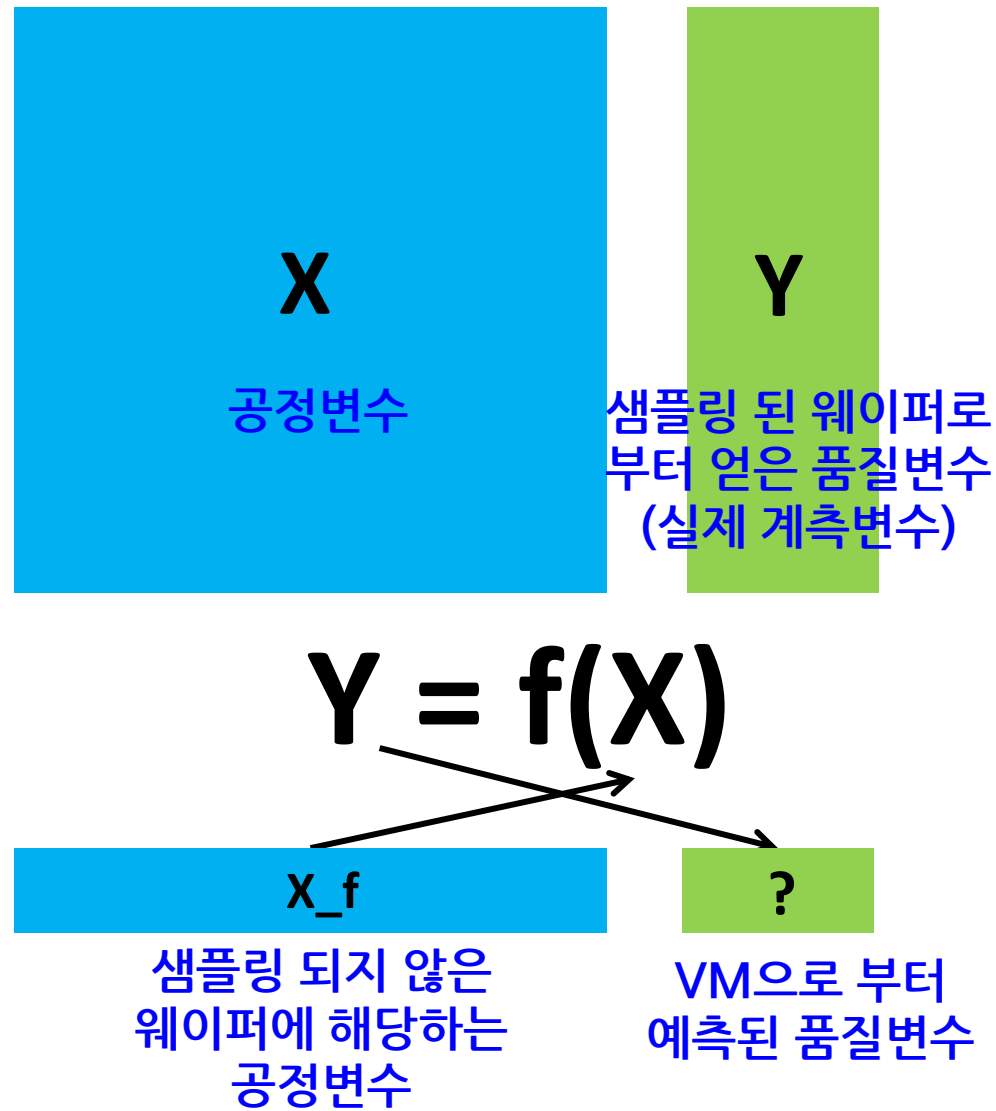 X
공정변수
Y
샘플링 된 웨이퍼로
부터 얻은 품질변수
(실제 계측변수)
Y = f(X)
X_f
샘플링 되지 않은
웨이퍼에 해당하는
공정변수
?
VM으로 부터
예측된 품질변수